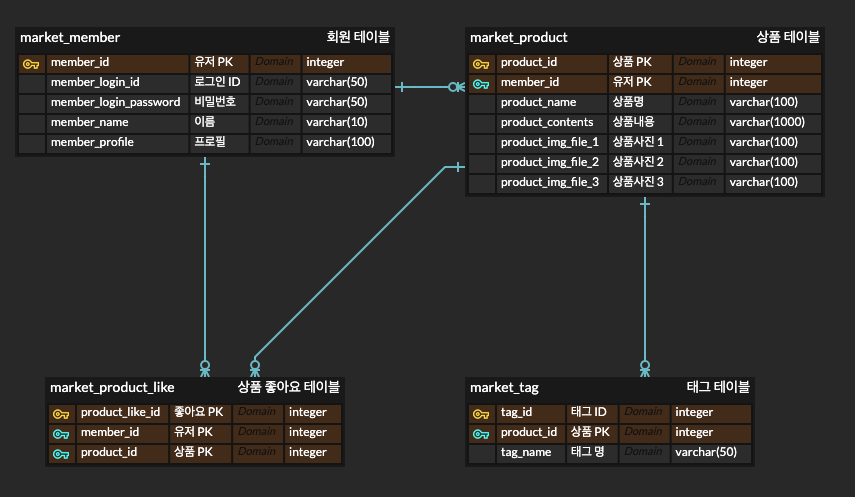 market_member 회원 테이블
member_id 유저 PK Domain integer
member_login_id 로그인 ID Domain varchar(50)
member_login_password 비밀번호 Domain varchar(50)
member_name 이름 Domain varchar(10)
member_profile 프로필 Domain varchar(100)
market_product 상품 테이블
product_id 상품 PK Domain integer
member_id 유저 PK Domain integer
product_name 상품명 Domain varchar(100)
product_contents 상품내용 Domain varchar(1000)
product_img_file_1 상품사진 1 Domain varchar(100)
product_img_file_2 상품사진 2 Domain varchar(100)
product_img_file_3 상품사진 3 Domain varchar(100)
market_product_like 상품 좋아요 테이블
product_like_id 좋아요 PK Domain integer
member_id 유저 PK Domain integer
product_id 상품 PK Domain integer
market_tag 태그 테이블
tag_id 태그 ID Domain integer
product_id 상품 PK Domain integer
tag_name 태그 명 Domain varchar(50)